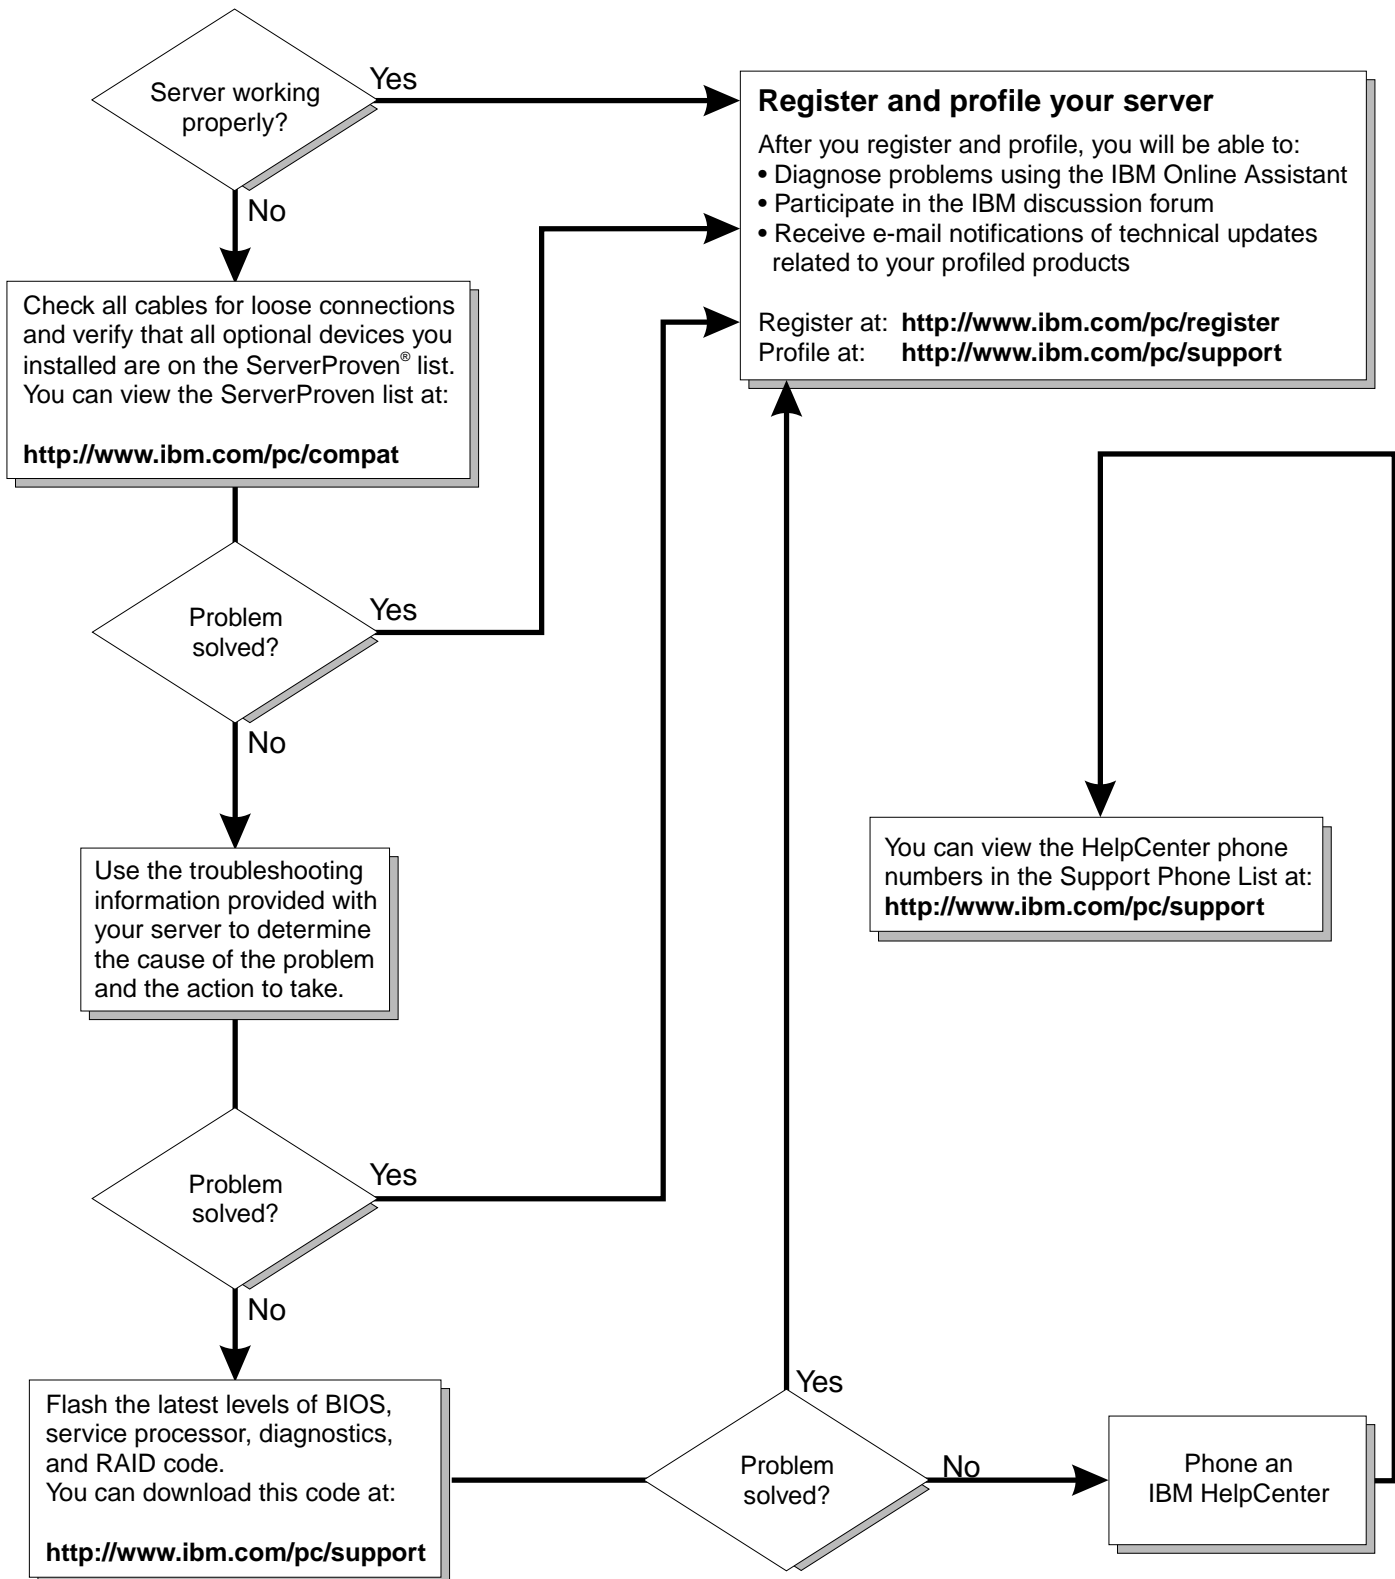 Server working
properly?
Yes
No
Register and profile your server
After you register and profile, you will be able to:
• Diagnose problems using the IBM Online Assistant
• Participate in the IBM discussion forum
• Receive e-mail notifications of technical updates
related to your profiled products
Register at: http://www.ibm.com/pc/register
Profile at: http://www.ibm.com/pc/support
Check all cables for loose connections
and verify that all optional devices you
installed are on the ServerProven® list.
You can view the ServerProven list at:
http://www.ibm.com/pc/compat
Problem
solved?
Yes
No
Use the troubleshooting
information provided with
your server to determine
the cause of the problem
and the action to take.
You can view the HelpCenter phone
numbers in the Support Phone List at:
http://www.ibm.com/pc/support
Problem
solved?
Yes
No
Flash the latest levels of BIOS,
service processor, diagnostics,
and RAID code.
You can download this code at:
http://www.ibm.com/pc/support
Problem
solved?
Yes
No
Phone an
IBM HelpCenter